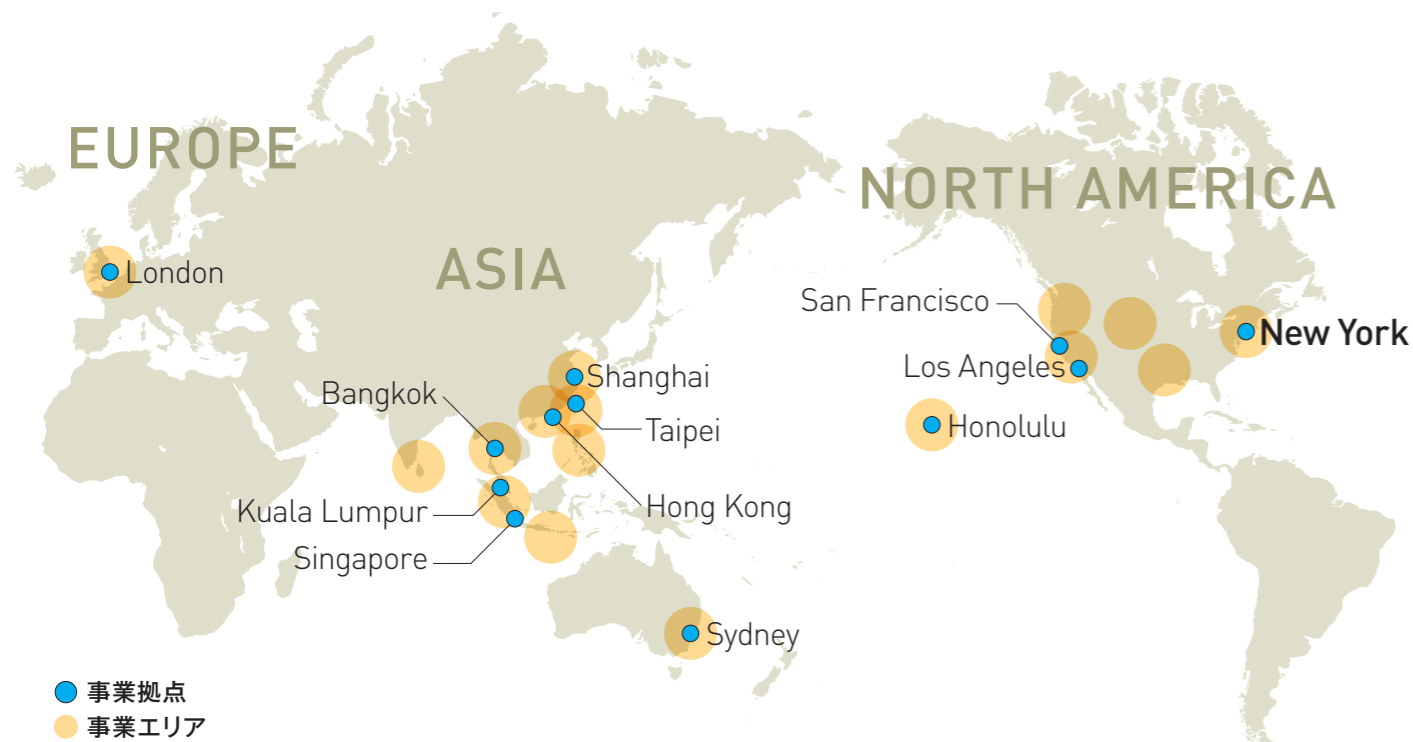 EUROPE
NORTH AMERICA
ASIA
London
San Francisco
New York
Los Angeles
Shanghai
Bangkok
Taipei
Honolulu
Kuala Lumpur
Hong Kong
Singapore
Sydney
事業拠点
事業エリア